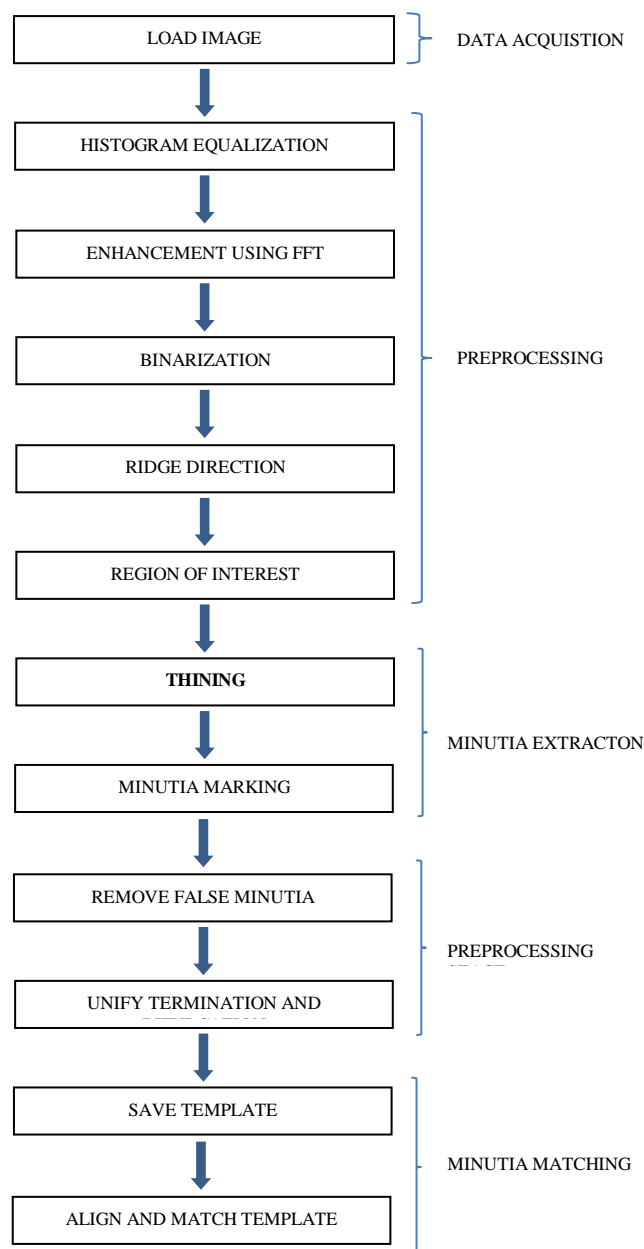 LOAD IMAGE
DATA ACQUISTION
HISTOGRAM EQUALIZATION
ENHANCEMENT USING FFT
BINARIZATION
PREPROCESSING
RIDGE DIRECTION
REGION OF INTEREST
THINING
MINUTIA EXTRACTON
MINUTIA MARKING
REMOVE FALSE MINUTIA
PREPROCESSING
UNIFY TERMINATION AND
SAVE TEMPLATE
MINUTIA MATCHING
ALIGN AND MATCH TEMPLATE